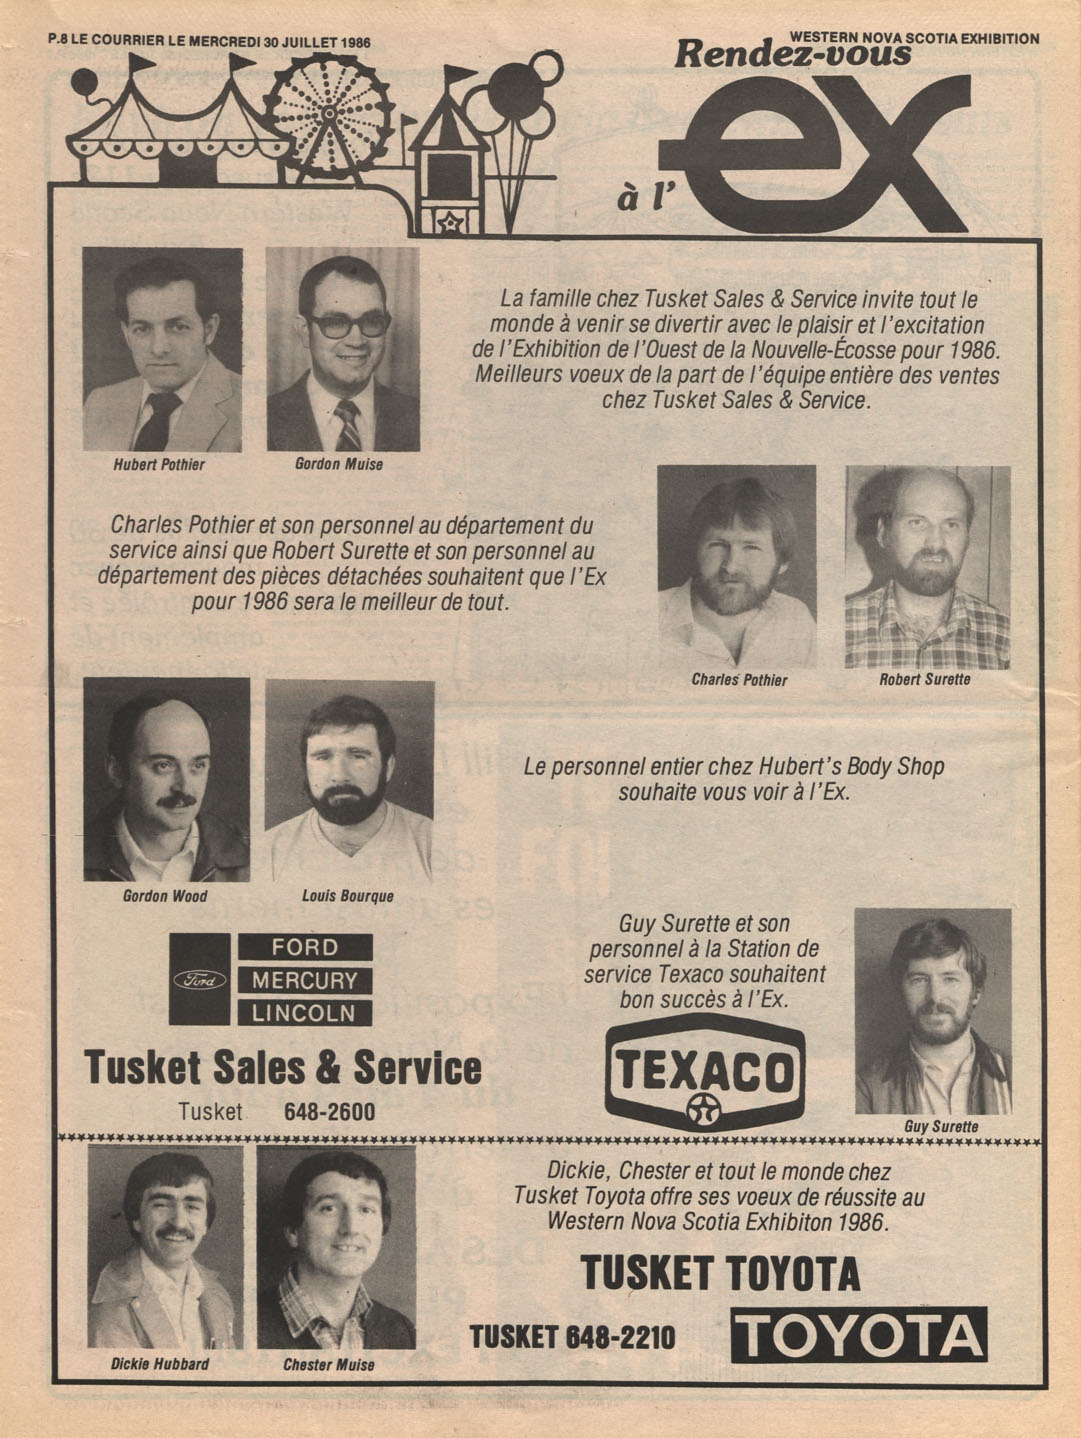 P.8 LE COURRIER LE MERCREDI 30 JUILLET 1986
WESTERN NOVA SCOTIA EXHIBITION
Rendez-vous
à l'ex
La famille chez Tusket Sales & Service invite tout le
monde à venir se divertir avec le plaisir et l'excitation
de l'Exhibition de l'Ouest de la Nouvelle-Écosse pour 1986.
Meilleurs voeux de la part de l'équipe entière des ventes
chez Tusket Sales & Service.
Hubert Pothier
Gordon Muise
Charles Pothier et son personnel au département du
service ainsi que Robert Surette et son personnel au
département des pièces détachées souhaitent que l'Ex
pour 1986 sera le meilleur de tout.
Charles Pothier
Robert Surette
Le personnel entier chez Hubert's Body Shop
souhaite vous voir à l'Ex.
Gordon Wood
Louis Bourque
Guy Surette et son
personnel à la Station de
service Texaco souhaitent
bon succès à l'Ex.
Ford
FORD
MERCURY
LINCOLN
TEXACO
T
Tusket Sales & Service
Tusket 648-2600
Guy Surette
Dickie, Chester et tout le monde chez
Tusket Toyota offre ses voeux de réussite au
Western Nova Scotia Exhibiton 1986.
TUSKET TOYOTA
TUSKET 648-2210
TOYOTA
Dickie Hubbard
Chester Muise